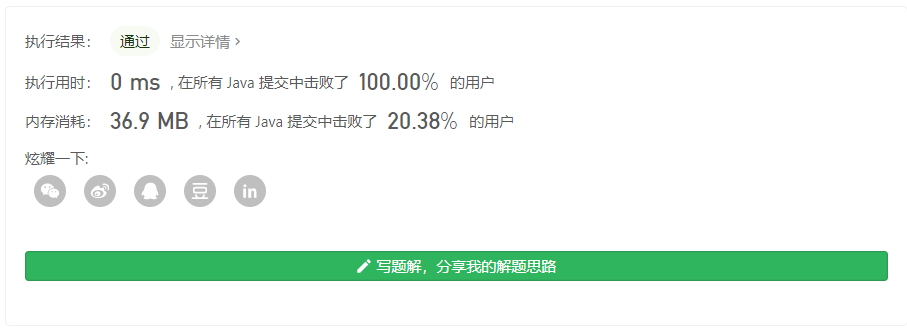 执行结果： 通过 显示详情 >
执行用时： 0 ms , 在所有 Java 提交中击败了 100.00% 的用户
内存消耗： 36.9 MB , 在所有 Java 提交中击败了 20.38% 的用户
炫耀一下:
豆 in
写题解，分享我的解题思路